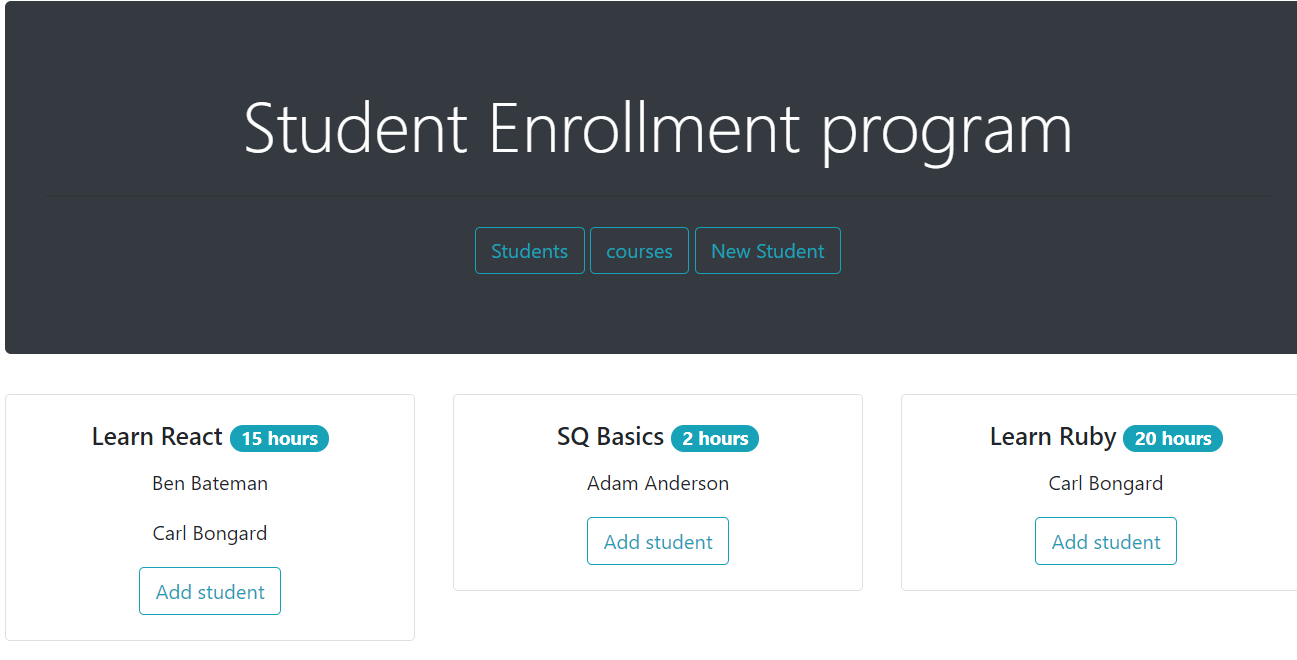 Student Enrollment program
Students courses New Student
Learn React 15 hours
Ben Bateman
Carl Bongard
Add student
SQ Basics 2 hours
Adam Anderson
Add student
Learn Ruby 20 hours
Carl Bongard
Add student